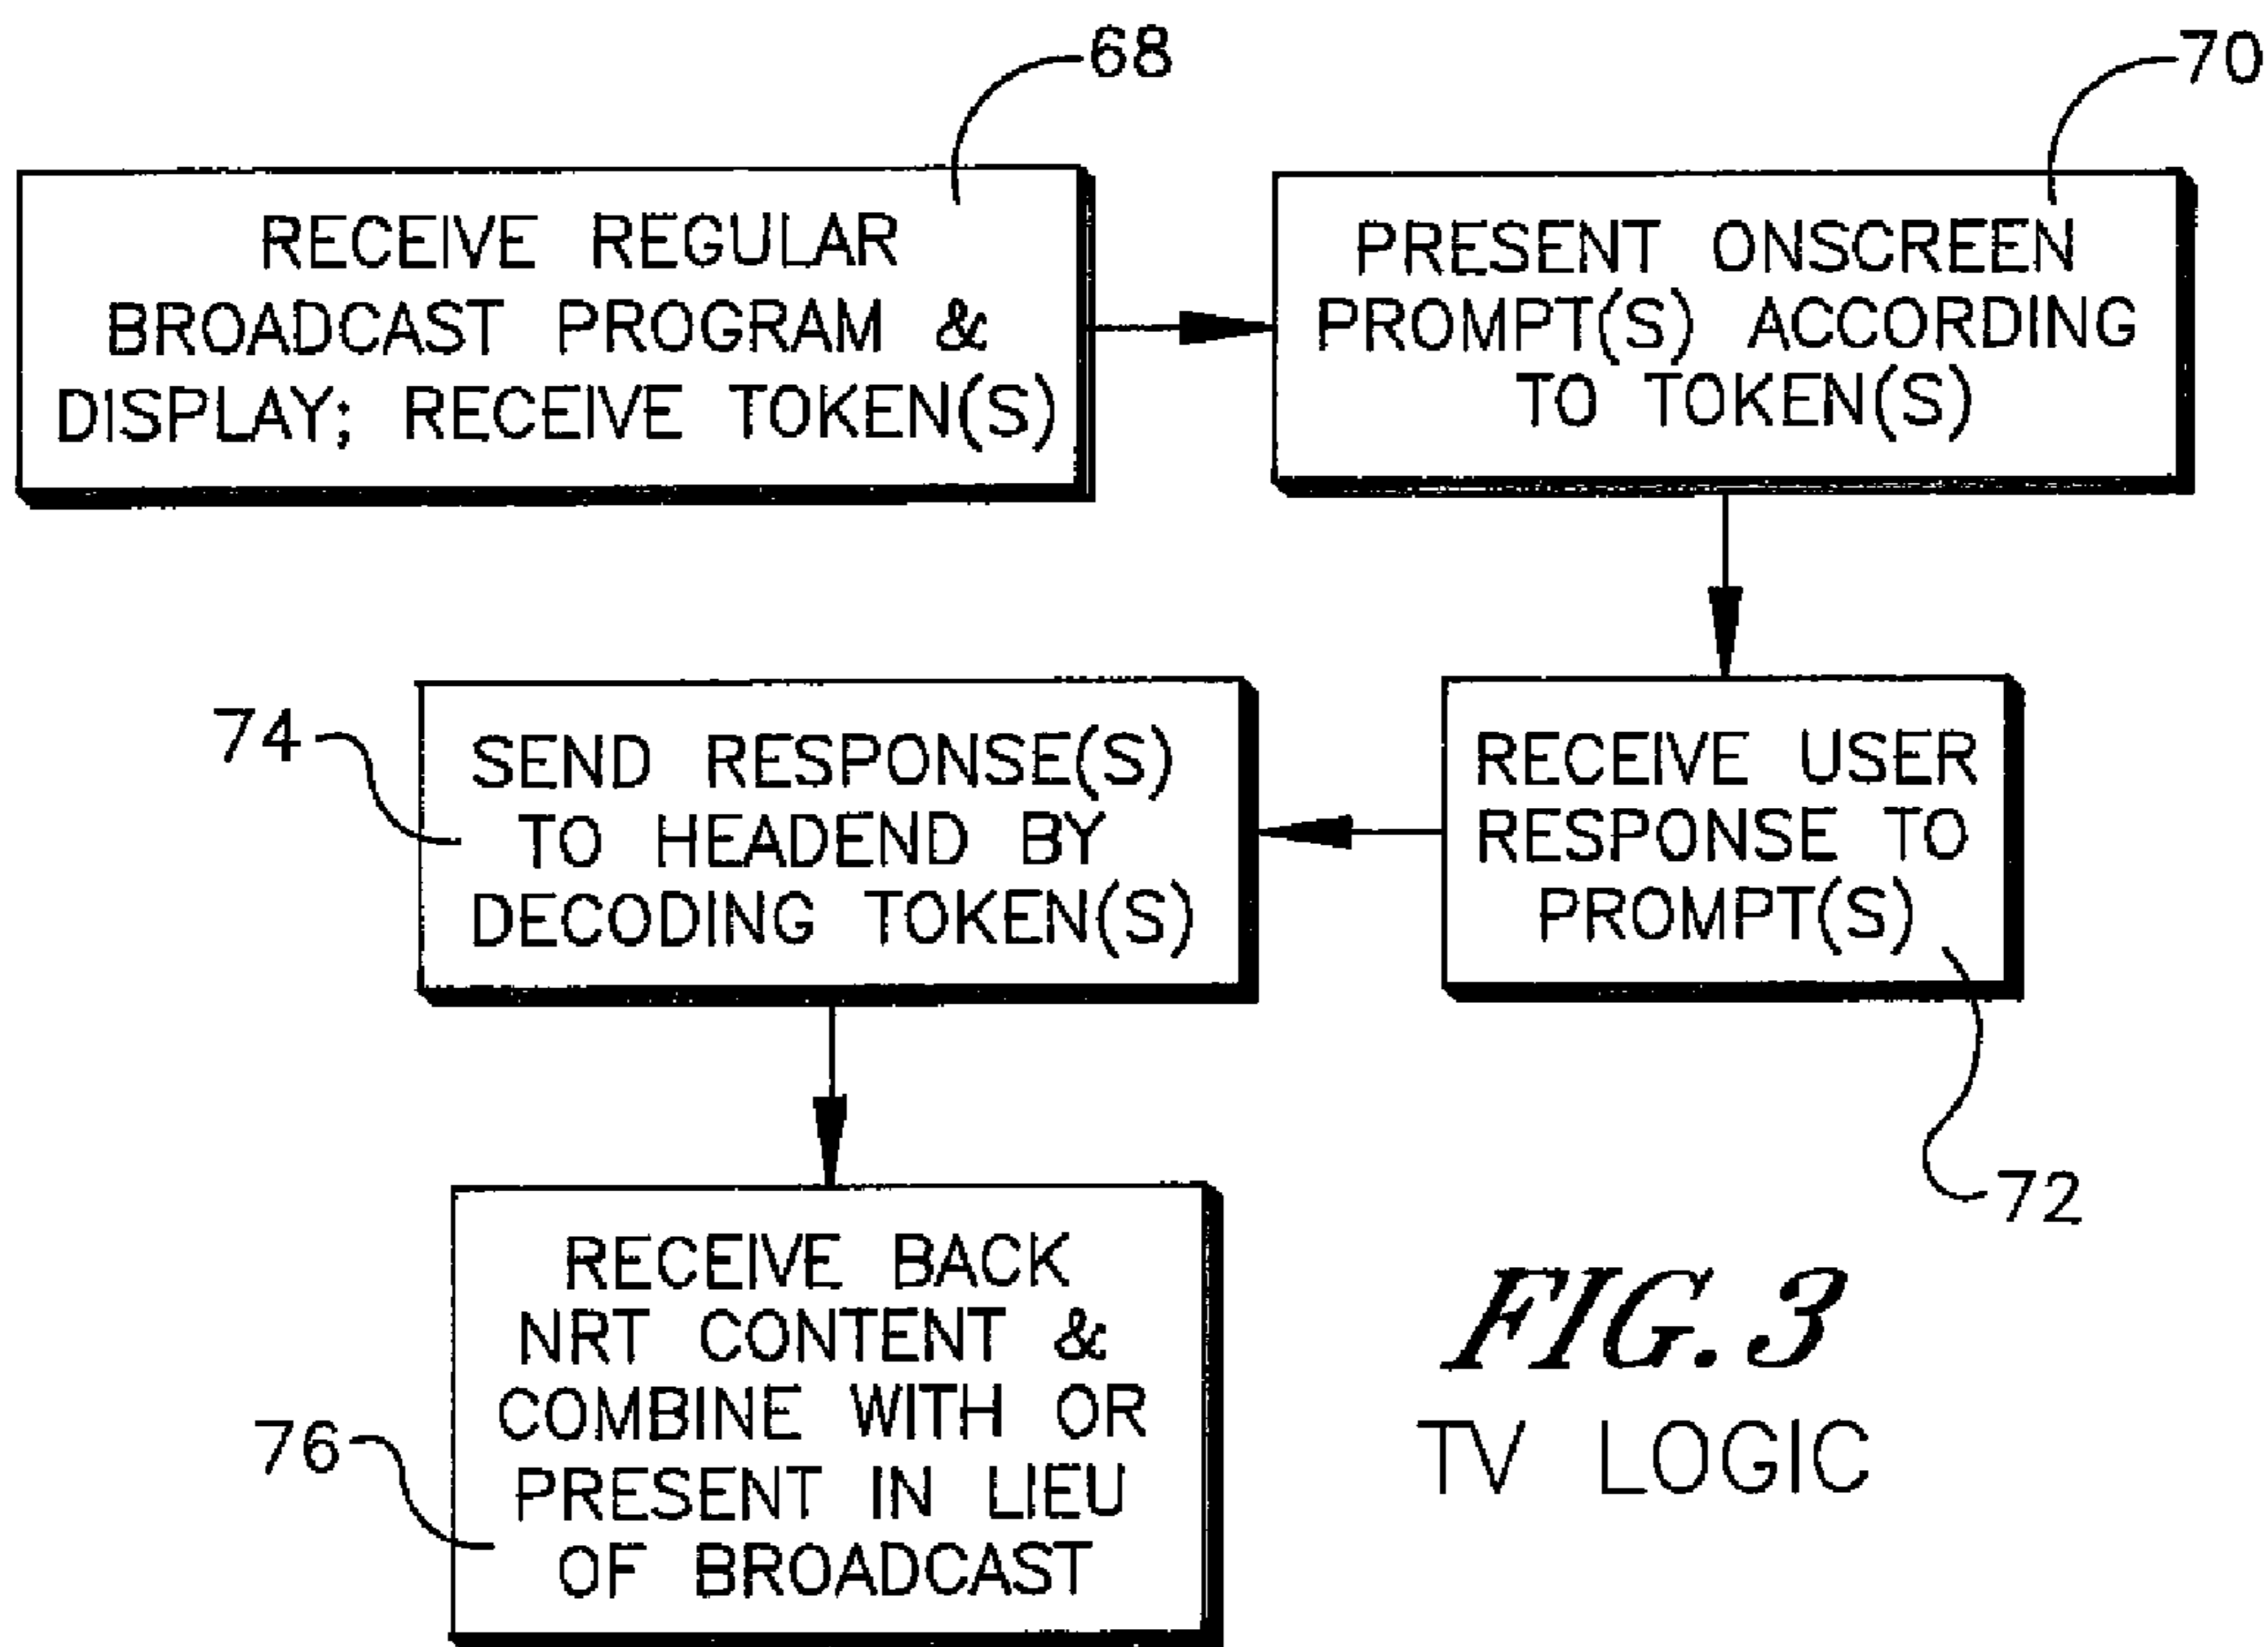 68
RECEIVE REGULAR
BROADCAST PROGRAM &
DISPLAY; RECEIVE TOKEN(S)
70
PRESENT ONSCREEN
PROMPT(S) ACCORDING
TO TOKEN(S)
74
SEND RESPONSE(S)
TO HEADEND BY
DECODING TOKEN(S)
RECEIVE USER
RESPONSE TO
PROMPT(S)
72
RECEIVE BACK
NRT CONTENT &
COMBINE WITH OR
PRESENT IN LIEU
OF BROADCAST
76
FIG. 3
TV LOGIC